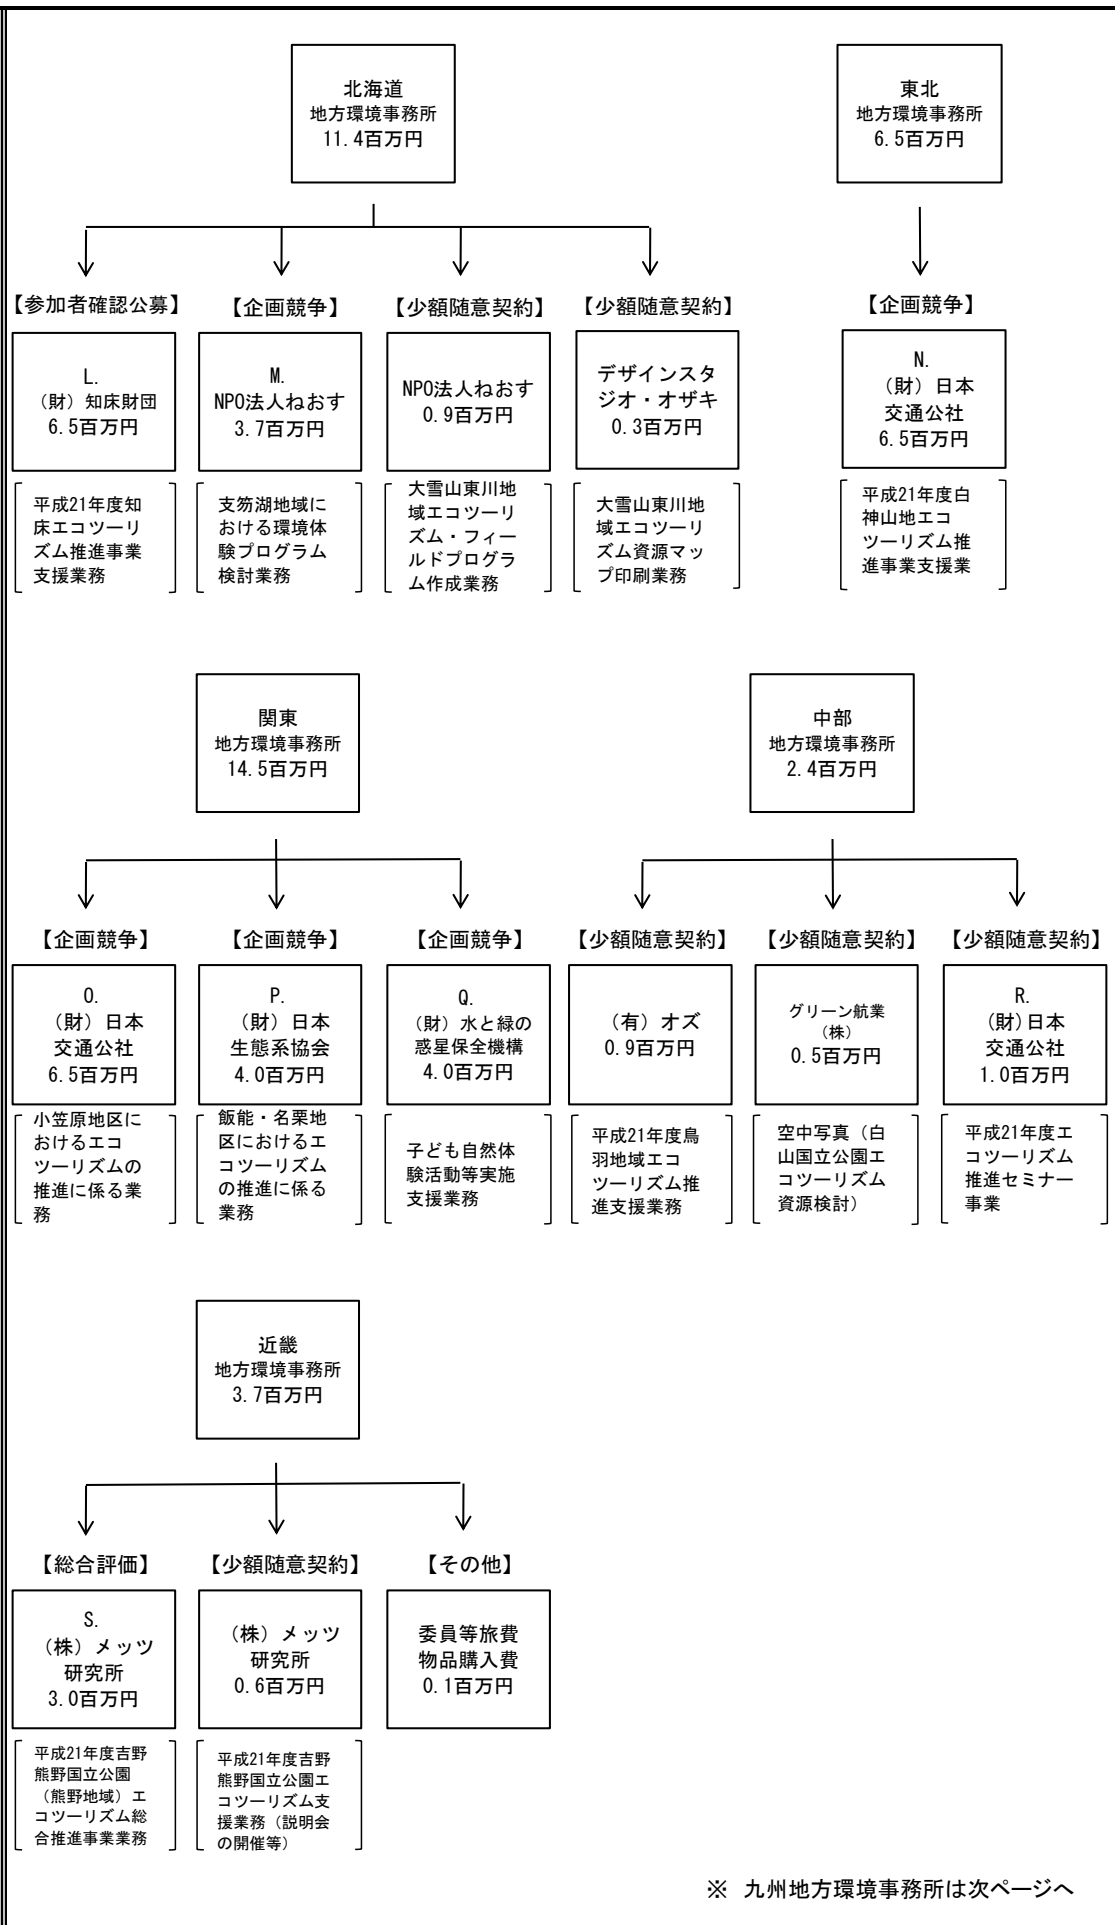 北海道
地方環境事務所
11.4百万円
東北
地方環境事務所
6.5百万円
【参加者確認公募】
【企画競争】
【少額随意契約】
【少額随意契約】
【企画競争】
L.
（財）知床財団
6.5百万円
M.
NPO法人ねおす
3.7百万円
NPO法人ねおす
0.9百万円
デザインスタ
ジオ・オザキ
0.3百万円
N.
（財）日本
交通公社
6.5百万円
平成21年度知
床エコツーリ
ズム推進事業
支援業務
支笏湖地域に
おける環境体
験プログラム
検討業務
大雪山東川地
域エコツーリ
ズム・フィー
ルドプログラ
ム作成業務
大雪山東川地
域エコツーリ
ズム資源マッ
プ印刷業務
平成21年度白
神山地エコ
ツーリズム推
進事業支援業
関東
地方環境事務所
14.5百万円
中部
地方環境事務所
2.4百万円
【企画競争】
【企画競争】
【企画競争】
【少額随意契約】
【少額随意契約】
【少額随意契約】
O.
（財）日本
交通公社
6.5百万円
P.
（財）日本
生態系協会
4.0百万円
Q.
（財）水と緑の
惑星保全機構
4.0百万円
（有）オズ
0.9百万円
グリーン航業
（株）
0.5百万円
R.
（財）日本
交通公社
1.0百万円
小笠原地区に
おけるエコ
ツーリズムの
推進に係る業
務
飯能・名栗地
区におけるエ
コツーリズム
の推進に係る
業務
子ども自然体
験活動等実施
支援業務
平成21年度鳥
羽地域エコ
ツーリズム推
進支援業務
空中写真（白
山国立公園エ
コツーリズム
資源検討）
平成21年度エ
コツーリズム
推進セミナー
事業
近畿
地方環境事務所
3.7百万円
【総合評価】
【少額随意契約】
【その他】
S.
（株）メッツ
研究所
3.0百万円
（株）メッツ
研究所
0.6百万円
委員等旅費
物品購入費
0.1百万円
平成21年度吉野
熊野国立公園
（熊野地域）エ
コツーリズム総
合推進事業業務
平成21年度吉野
熊野国立公園エ
コツーリズム支
援業務（説明会
の開催等）
※　九州地方環境事務所は次ページへ